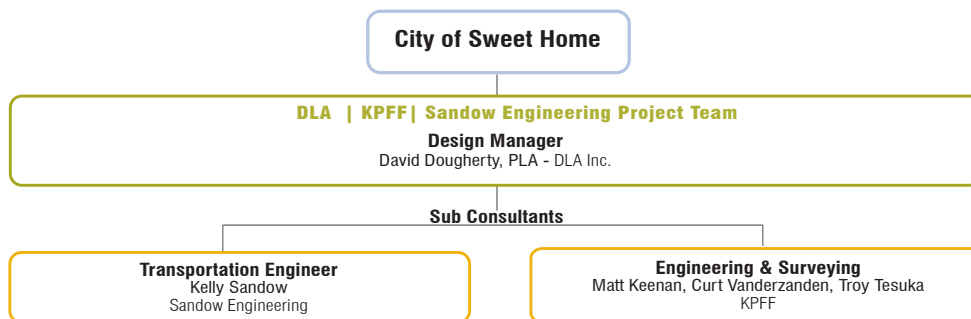 City of Sweet Home
DLA | KPFF| Sandow Engineering Project Team
Design Manager
David Dougherty, PLA - DLA Inc.
Sub Consultants
Transportation Engineer
Kelly Sandow
Sandow Engineering
Engineering & Surveying
Matt Keenan, Curt Vanderzanden, Troy Tesuka
KPFF